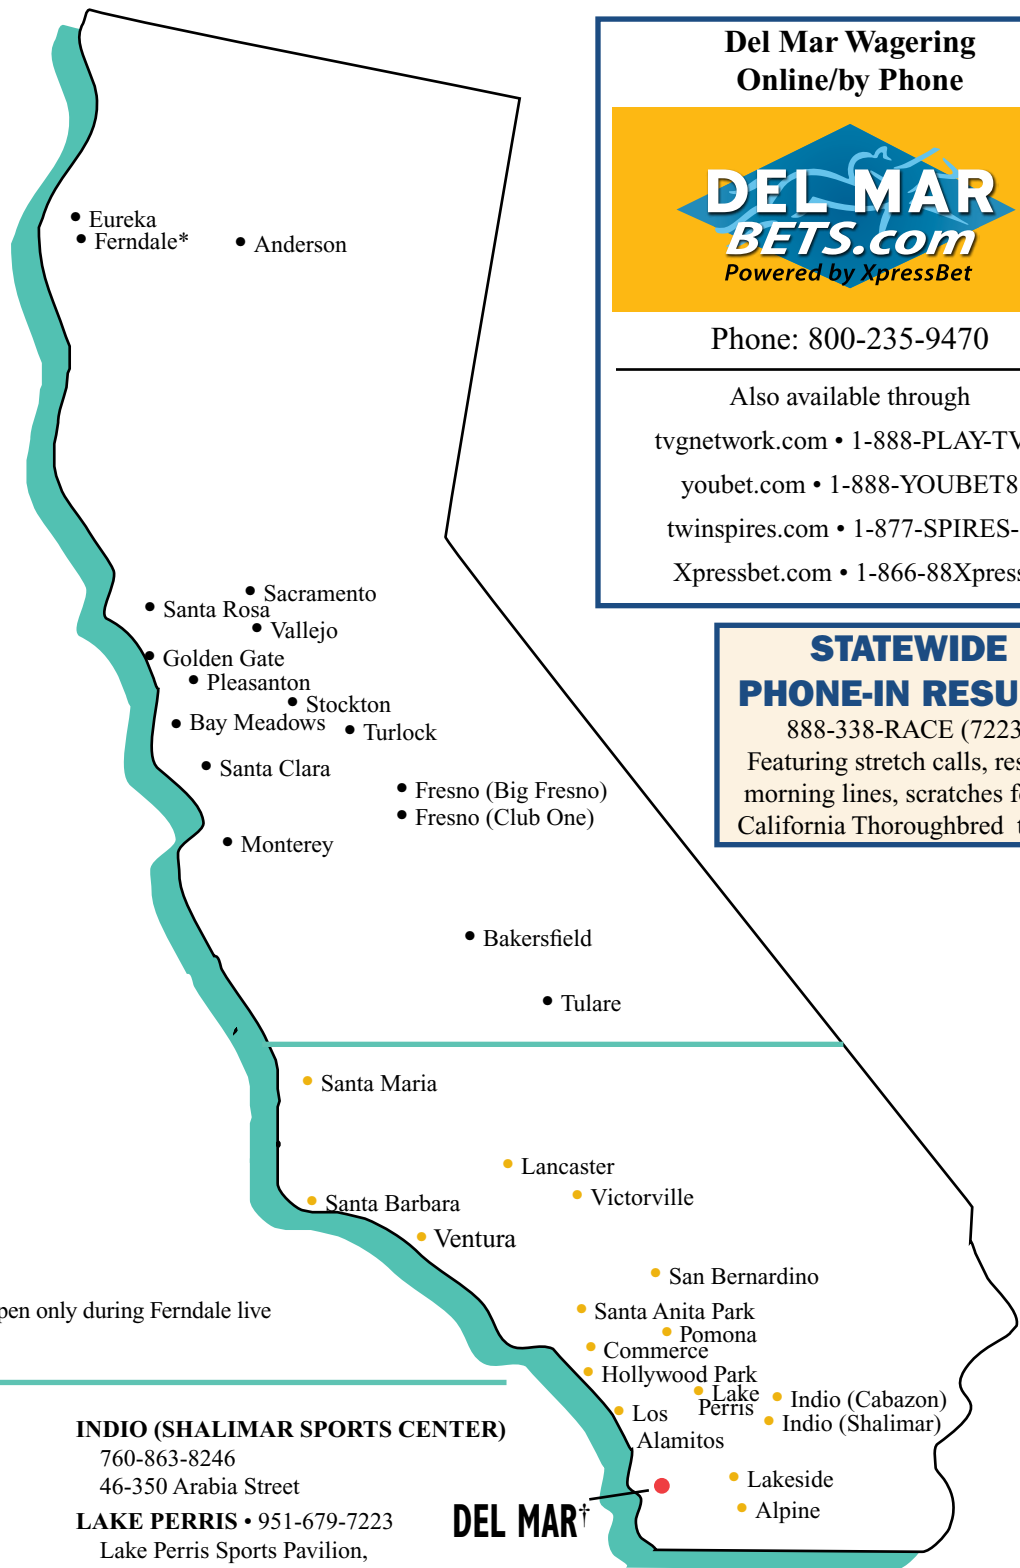 Del Mar Wagering
Online/by Phone
DEL MAR
BETS.com
Powered by XpressBet
Phone: 800-235-9470
Also available through
tvgnetwork.com • 1-888-PLAY-TV
youbet.com • 1-888-YOUBET8
twinspires.com • 1-877-SPIRES-
Xpressbet.com • 1-866-88Xpress
STATEWIDE
PHONE-IN RESU
888-338-RACE (7223
Featuring stretch calls, res
morning lines, scratches f
California Thoroughbred t
• Eureka
• Ferndale*
• Anderson
• Sacramento
• Santa Rosa
• Vallejo
• Golden Gate
• Pleasanton
• Stockton
• Bay Meadows
• Turlock
• Santa Clara
• Fresno (Big Fresno)
• Fresno (Club One)
• Monterey
• Bakersfield
• Tulare
• Santa Maria
• Lancaster
• Victorville
• Santa Barbara
• Ventura
• San Bernardino
• Santa Anita Park
• Pomona
• Commerce
• Hollywood Park
• Lake
Perris
• Indio (Cabazon)
• Indio (Shalimar)
• Los
Alamitos
• Lakeside
• Alpine
DEL MAR†
pen only during Ferndale live
INDIO (SHALIMAR SPORTS CENTER)
760-863-8246
46-350 Arabia Street
LAKE PERRIS • 951-679-7223
Lake Perris Sports Pavilion,